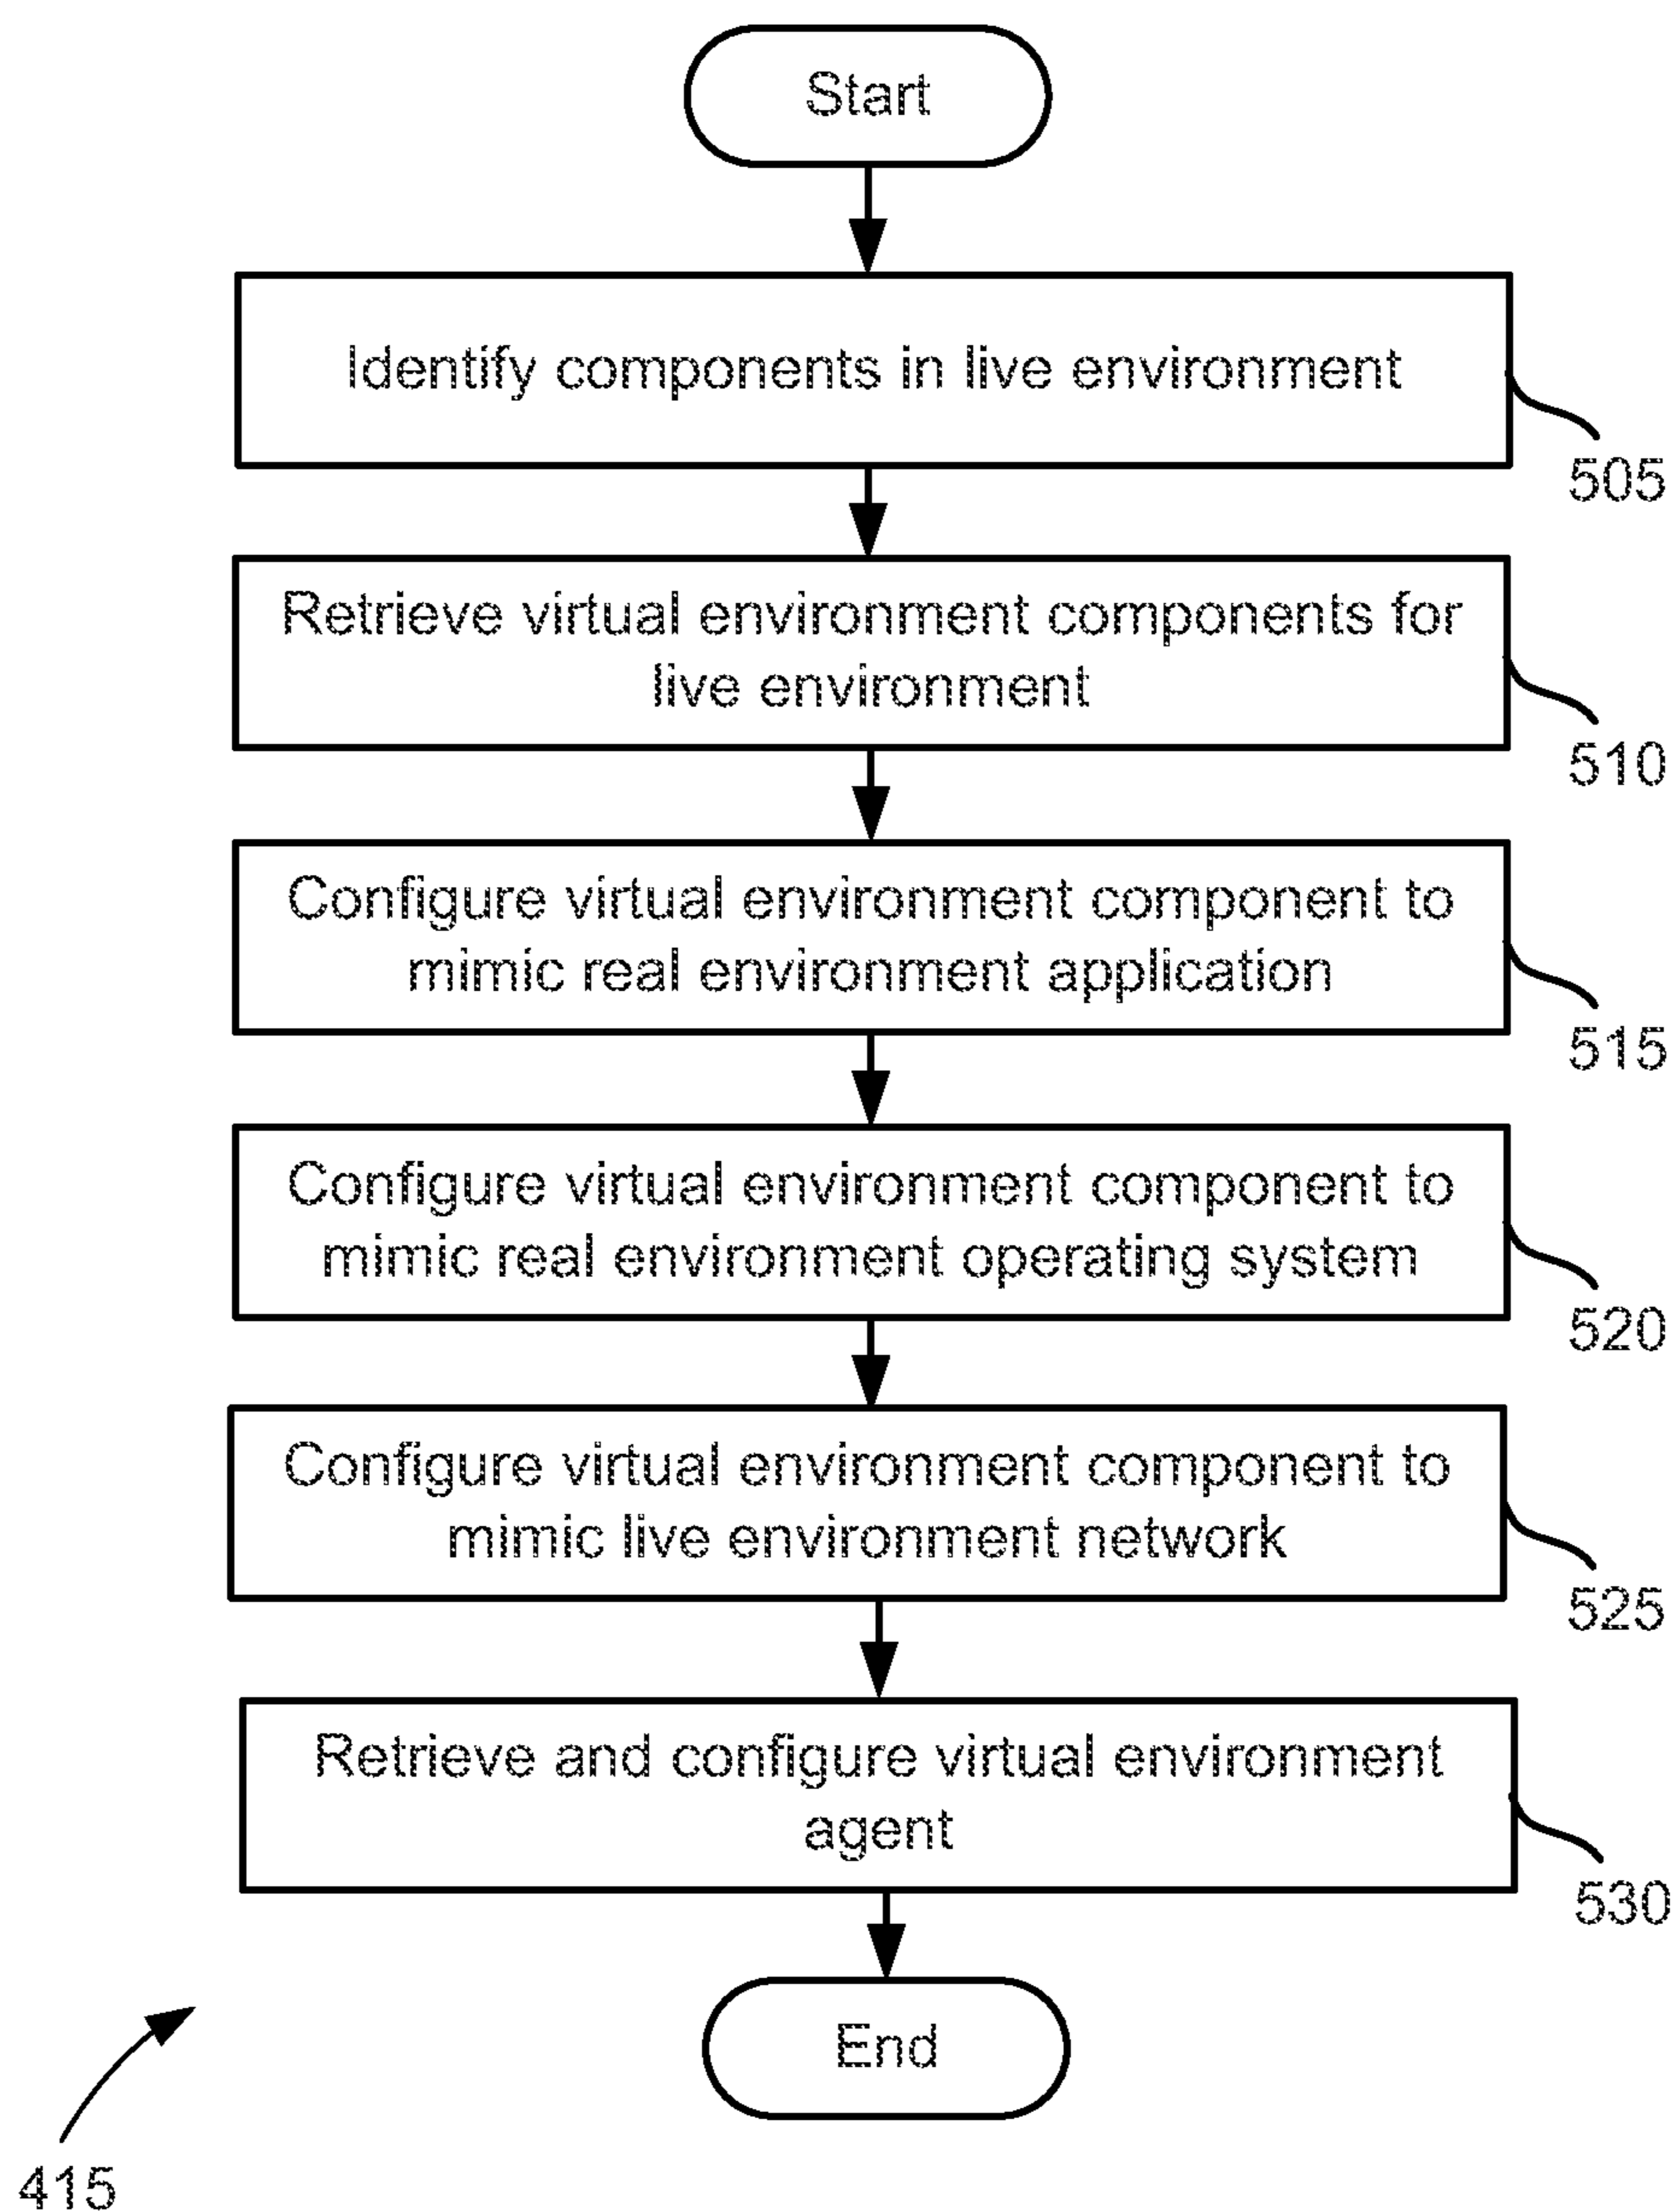 Start
Identify components in live environment
505
Retrieve virtual environment components for
live environment
510
Configure virtual environment component to
mimic real environment application
515
Configure virtual environment component to
mimic real environment operating system
520
Configure virtual environment component to
mimic live environment network
525
Retrieve and configure virtual environment
agent
530
End
415